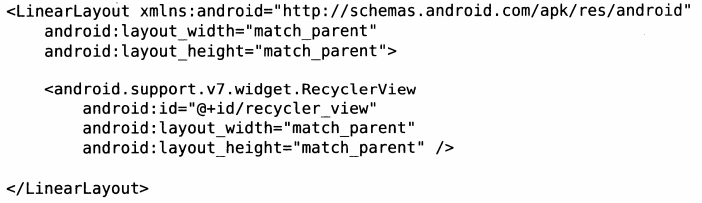 <LinearLayout xmlns:android="http://schemas.android.com/apk/res/android"
    android:layout_width="match_parent"
    android:layout_height="match_parent">

    <android.support.v7.widget.RecyclerView
        android:id="@+id/recycler_view"
        android:layout_width="match_parent"
        android:layout_height="match_parent" />

</LinearLayout>